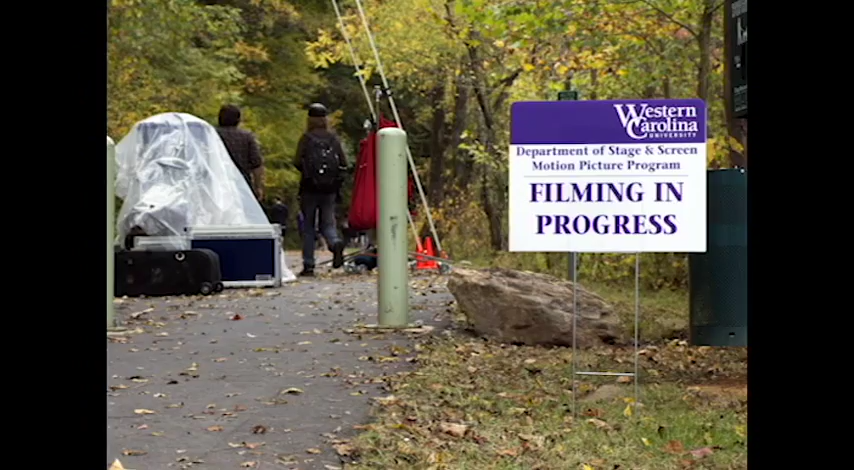 Western
Carolina
UNIVERSITY
Department of Stage & Screen
Motion Picture Program
FILMING IN
PROGRESS